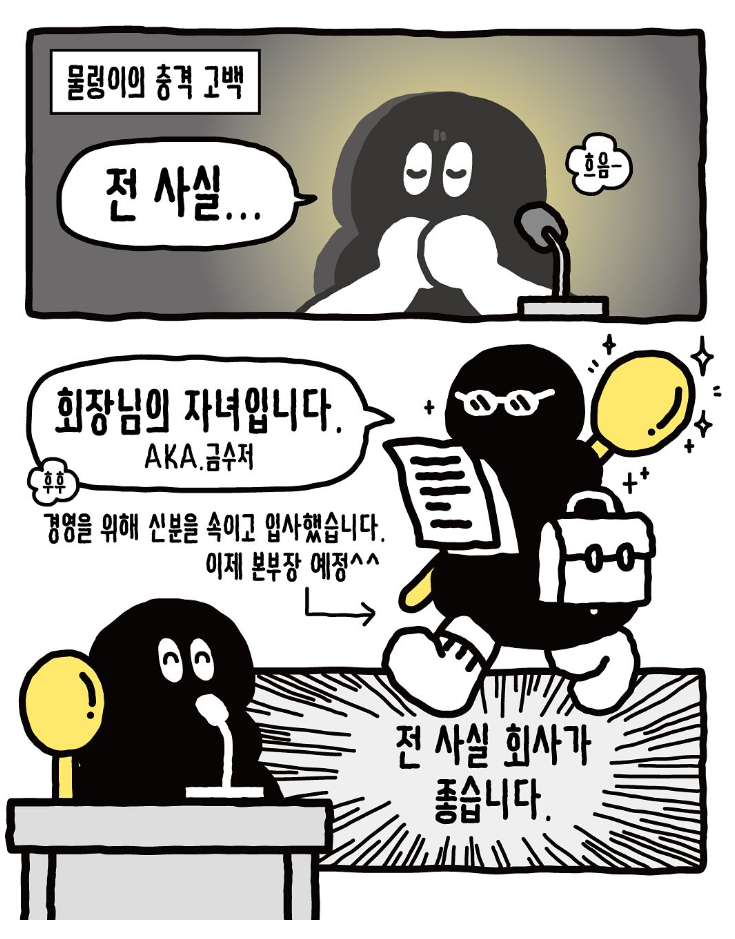 물렁이의 충격 고백
전 사실...
흐음-
회장님의 자녀입니다.
AKA.금수저
후후
경영을 위해 신분을 속이고 입사했습니다.
이제 본부장 예정^^
전 사실 회사가
좋습니다.